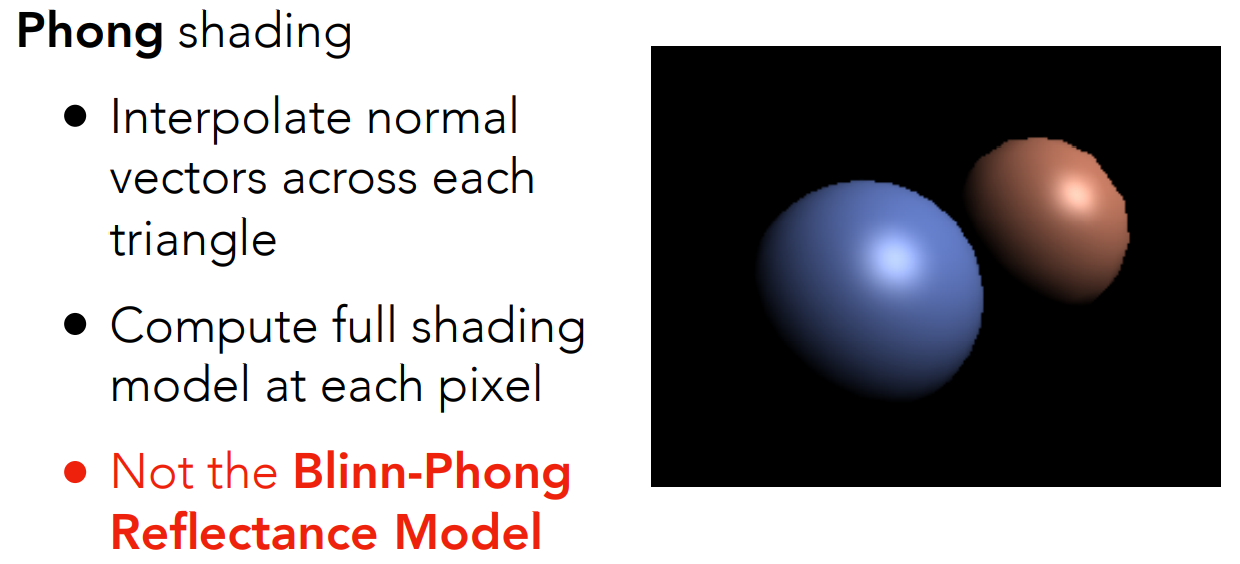 Phong shading
● Interpolate normal
vectors across each
triangle
● Compute full shading
model at each pixel
● Not the Blinn-Phong
Reflectance Model